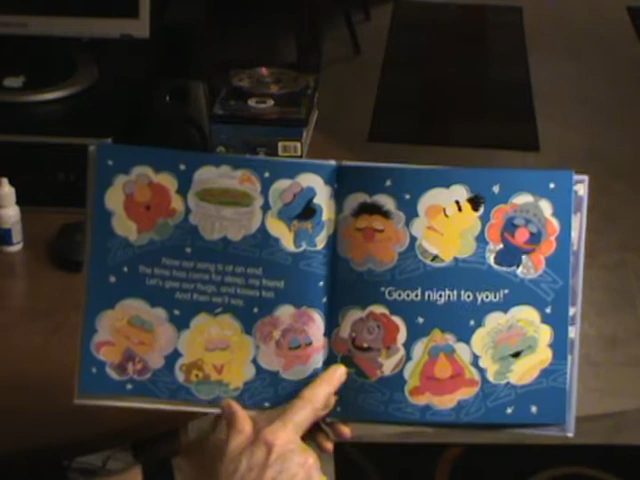 Now our song is at an end.
The time has come for sleep, my friend
Let's give our hugs, and kisses too
And then we'll say,
"Good night to you!"